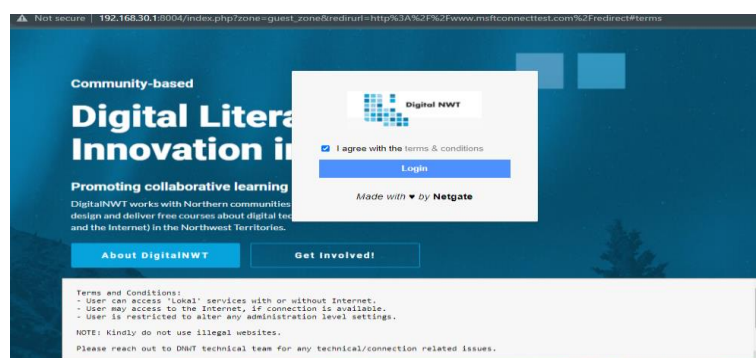 Not secure | 192.168.30.1:8004/index.php?zone=guest_zone&redirurl=http%3A%2F%2Fwww.msftconnecttest.com%2Fredirect#terms
Community-based
Digital Litera
Innovation i
Promoting collaborative learning
DigitalNWT works with Northern communities
design and deliver free courses about digital tec
and the Internet) in the Northwest Territories.
About DigitalNWT
Get Involved!
Digital NWT
I agree with the terms & conditions
Login
Made with ♥ by Netgate
Terms and Conditions:
- User can access 'Lokal' services with or without Internet.
- User may access to the Internet, if connection is available.
- User is restricted to alter any administration level settings.
NOTE: Kindly do not use illegal websites.
Please reach out to DNWT technical team for any technical/connection related issues.